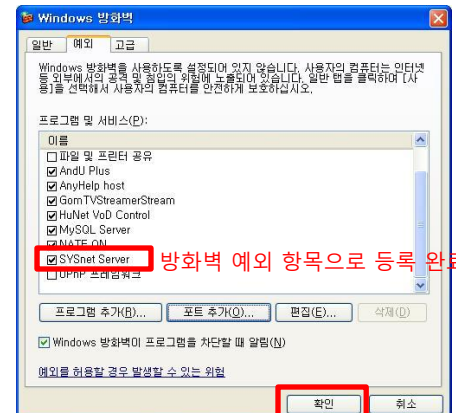 Windows 방화벽
일반 예외 고급
Windows 방화벽을 사용하도록 설정되어 있지 않습니다. 사용자의 컴퓨터는 인터넷
등 외부에서의 공격 및 침입의 위험에 노출되어 있습니다. 일반 탭을 클릭하여 [사
용]을 선택해서 사용자의 컴퓨터를 안전하게 보호하십시오.
프로그램 및 서비스(P):
이름
파일 및 프린터 공유
AndU Plus
AnyHelp host
GomTVStreamerStream
HuNet VoD Control
MySQL Server
NATE ON
SYSnet Server 방화벽 예외 항목으로 등록 완료
UPnP 프레임워크
프로그램 추가(R)... 포트 추가(O)... 편집(E)... 삭제(D)
Windows 방화벽이 프로그램을 차단할 때 알림(N)
예외를 허용할 경우 발생할 수 있는 위험
확인 취소